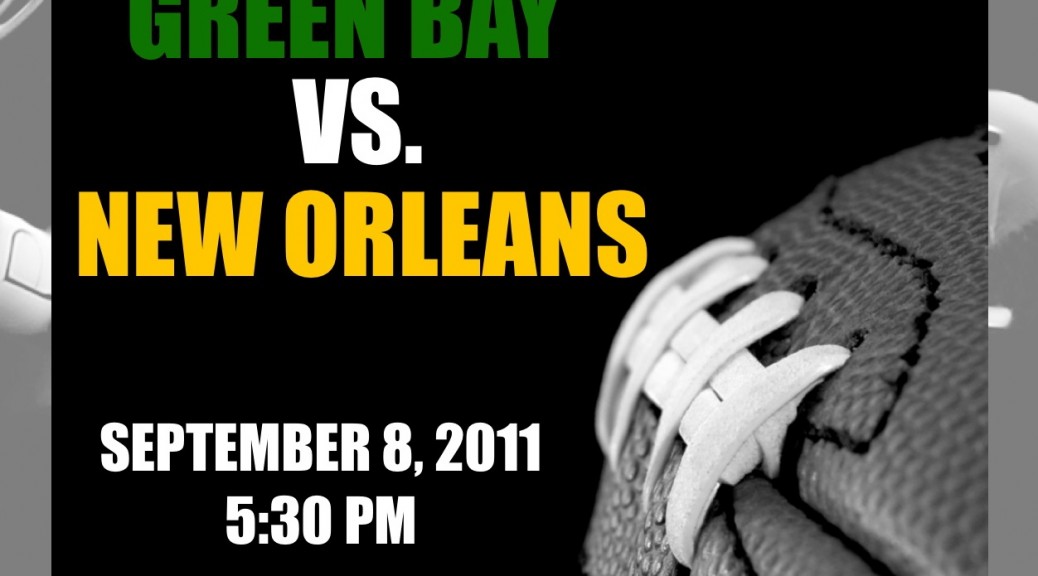 GREEN BAY
VS.
NEW ORLEANS
SEPTEMBER 8, 2011
5:30 PM